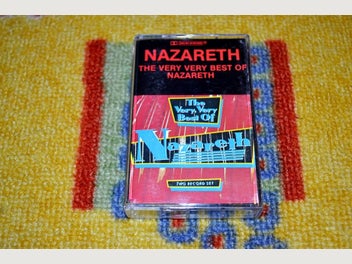 NAZARETH
THE VERY VERY BEST OF
NAZARETH
The
Very, Very
Best Of
Nazareth
TWO RECORD SET